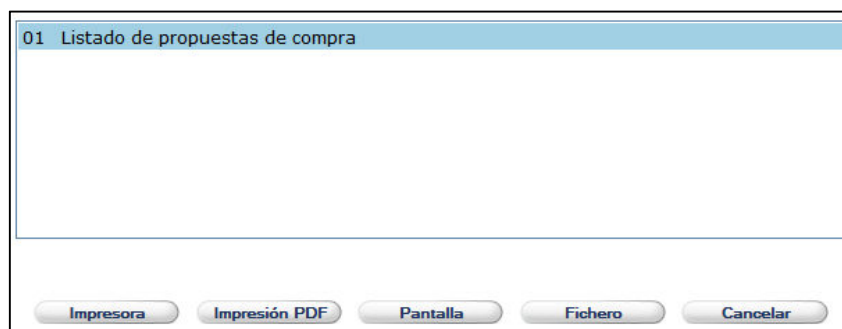 01 Listado de propuestas de compra
Impresora Impresión PDF Pantalla Fichero Cancelar